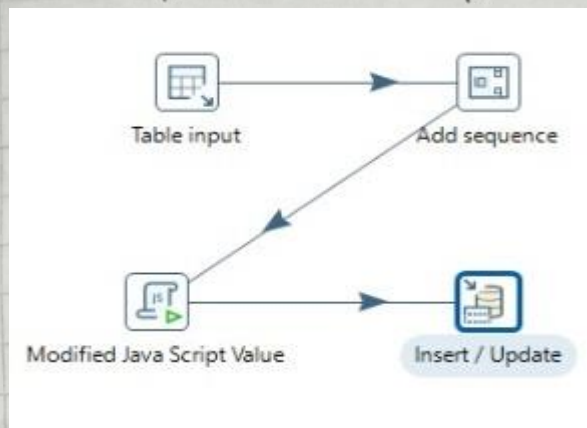 Table input
Add sequence
Modified Java Script Value
Insert / Update